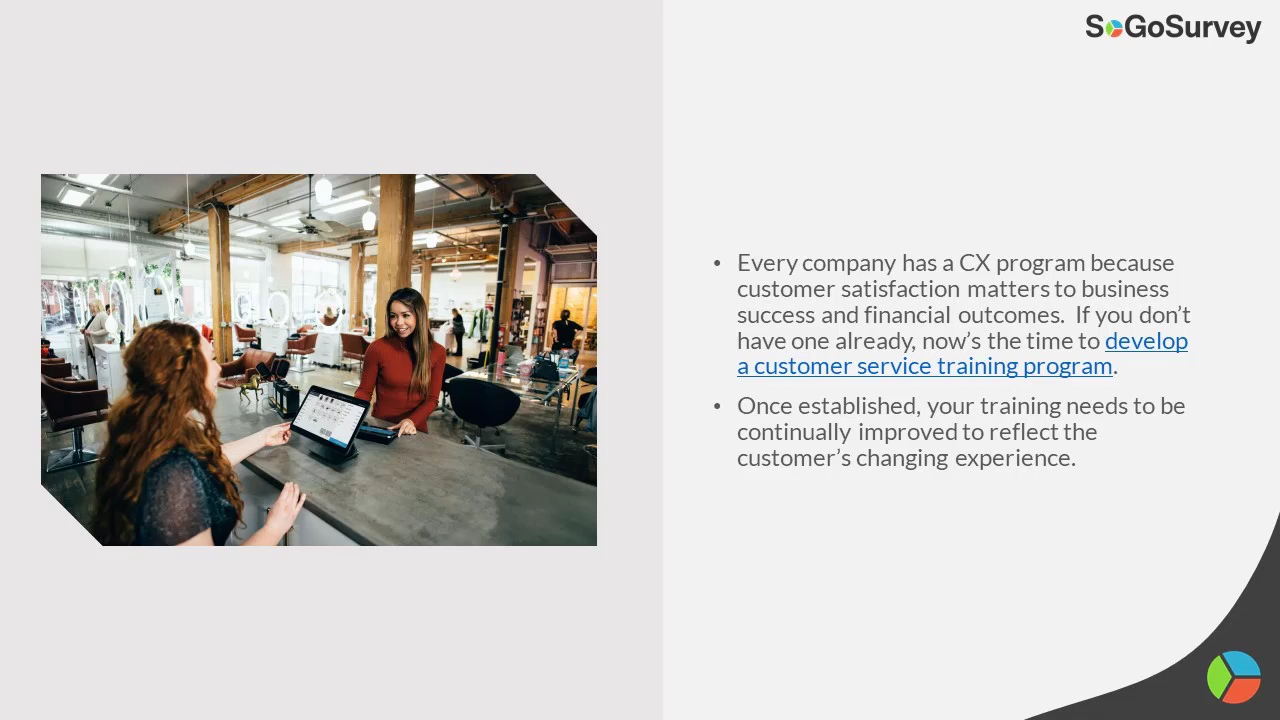 SoGoSurvey
• Every company has a CX program because
customer satisfaction matters to business
success and financial outcomes.  If you don’t
have one already, now’s the time to develop
a customer service training program.
• Once established, your training needs to be
continually improved to reflect the
customer’s changing experience.